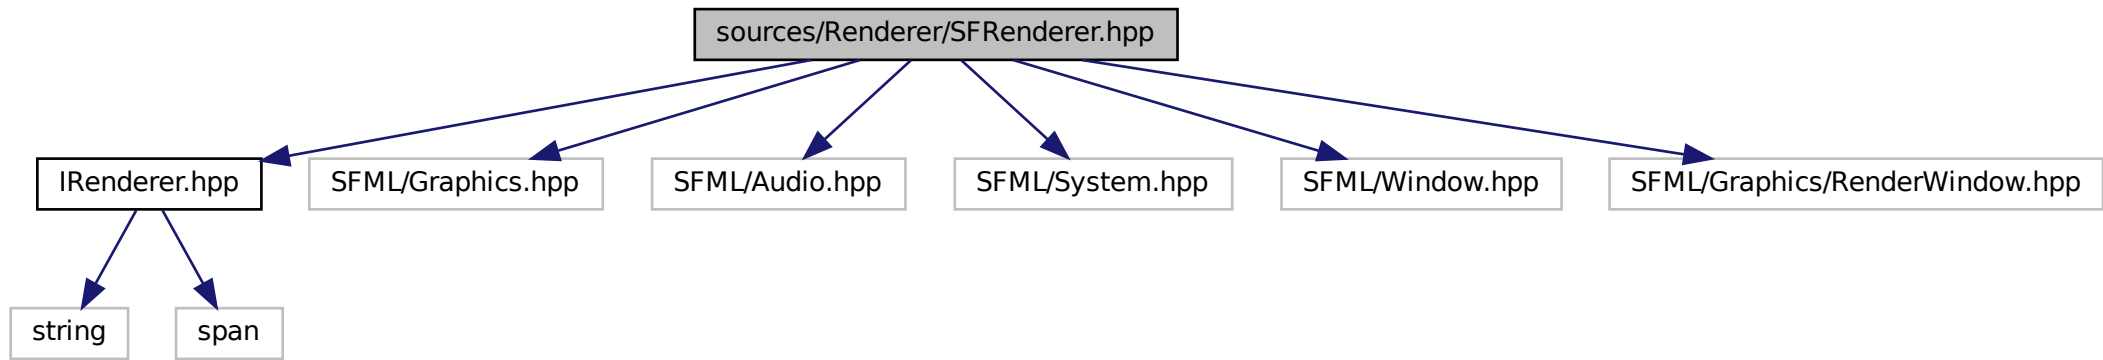 sources/Renderer/SFRenderer.hpp
IRenderer.hpp
SFML/Graphics.hpp
SFML/Audio.hpp
SFML/System.hpp
SFML/Window.hpp
SFML/Graphics/RenderWindow.hpp
string
span